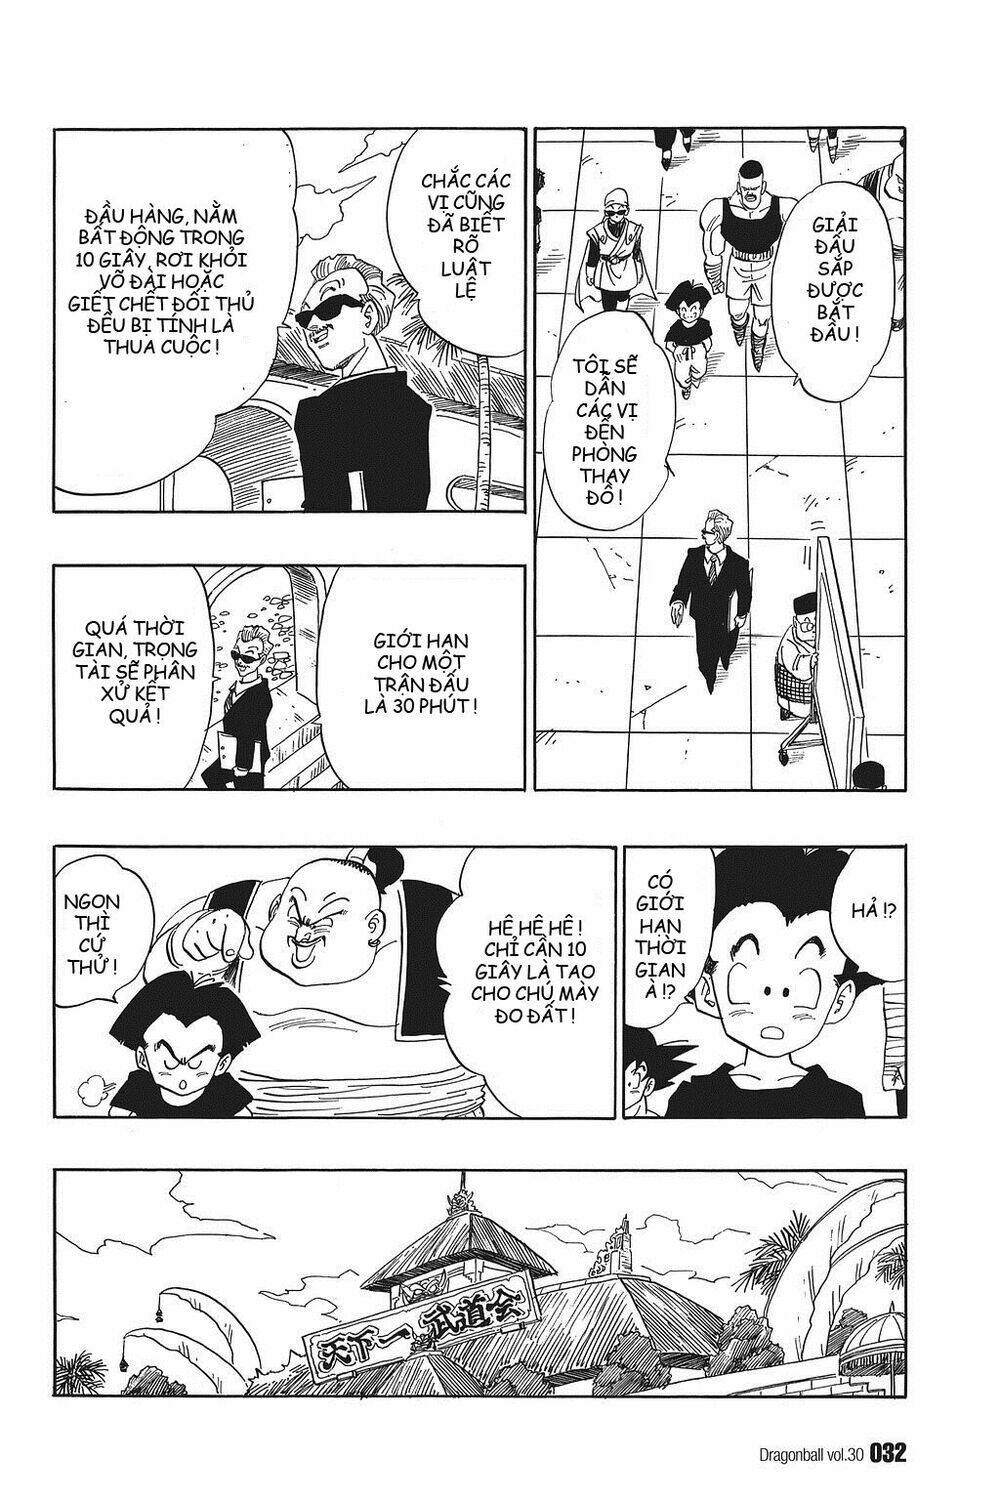 GIẢI
ĐẤU
SẮP
ĐƯỢC
BẮT
ĐẦU !
TÔI SẼ
DẪN
CÁC VỊ
ĐẾN
PHÒNG
THAY
ĐỒ !
CHẮC CÁC
VỊ CŨNG
ĐÃ BIẾT
RÕ
LUẬT
LỆ
ĐẦU HÀNG, NẰM
BẤT ĐỘNG TRONG
10 GIÂY, RƠI KHỎI
VÕ ĐÀI HOẶC
GIẾT CHẾT ĐỐI THỦ
ĐỀU BỊ TÍNH LÀ
THUA CUỘC !
GIỚI HẠN
CHO MỘT
TRẬN ĐẤU
LÀ 30 PHÚT !
QUÁ THỜI
GIAN, TRỌNG
TÀI SẼ PHÂN
XỬ KẾT
QUẢ !
HẢ !?
CÓ
GIỚI
HẠN
THỜI
GIAN
À !?
HÊ HÊ HÊ !
CHỈ CẦN 10
GIÂY LÀ TAO
CHO CHÚ MÀY
ĐO ĐẤT !
NGON
THÌ
CỨ
THỬ !
天下一 武道会
Dragonball vol.30 032